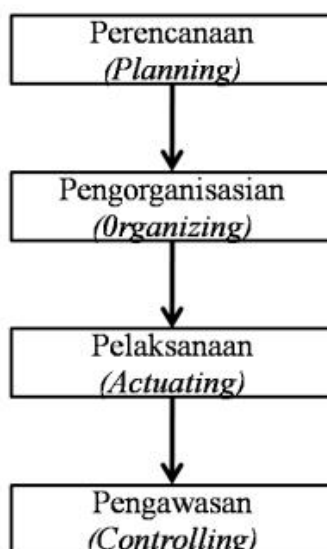 Perencanaan
(Planning)
Pengorganisasian
(0rganizing)
Pelaksanaan
(Actuating)
Pengawasan
(Controlling)